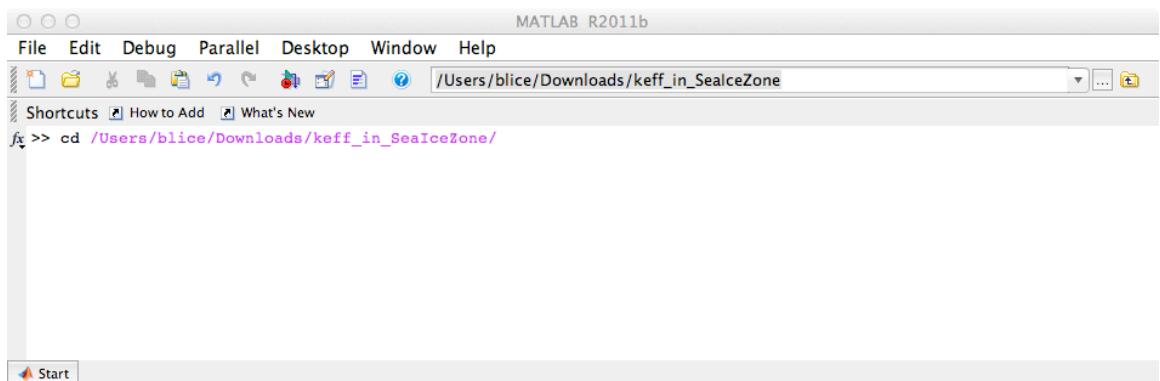 MATLAB R2011b
File Edit Debug Parallel Desktop Window Help
/Users/blice/Downloads/keff_in_SeaIceZone
Shortcuts How to Add What's New
fx >> cd /Users/blice/Downloads/keff_in_SeaIceZone/
Start